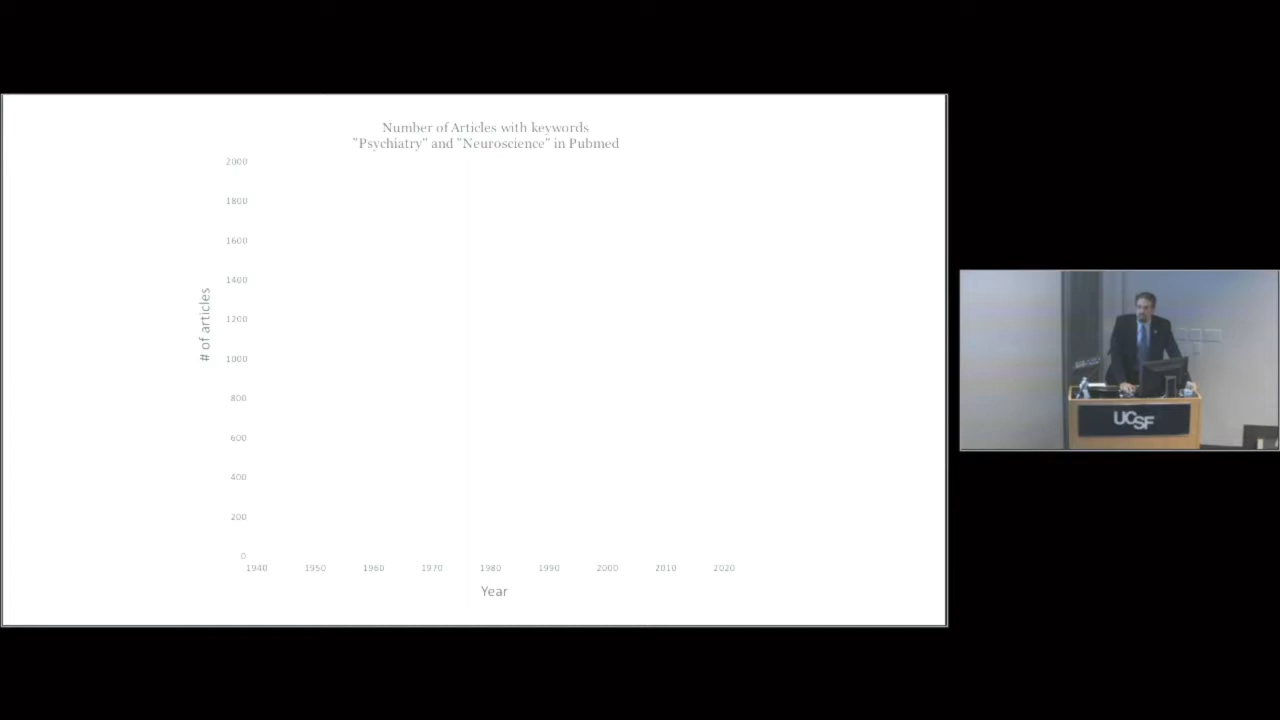 Number of Articles with keywords
"Psychiatry" and "Neuroscience" in Pubmed
2000
1800
1600
1400
1200
1000
800
600
400
200
0
# of articles
1940 1950 1960 1970 1980 1990 2000 2010 2020
Year
UCSF